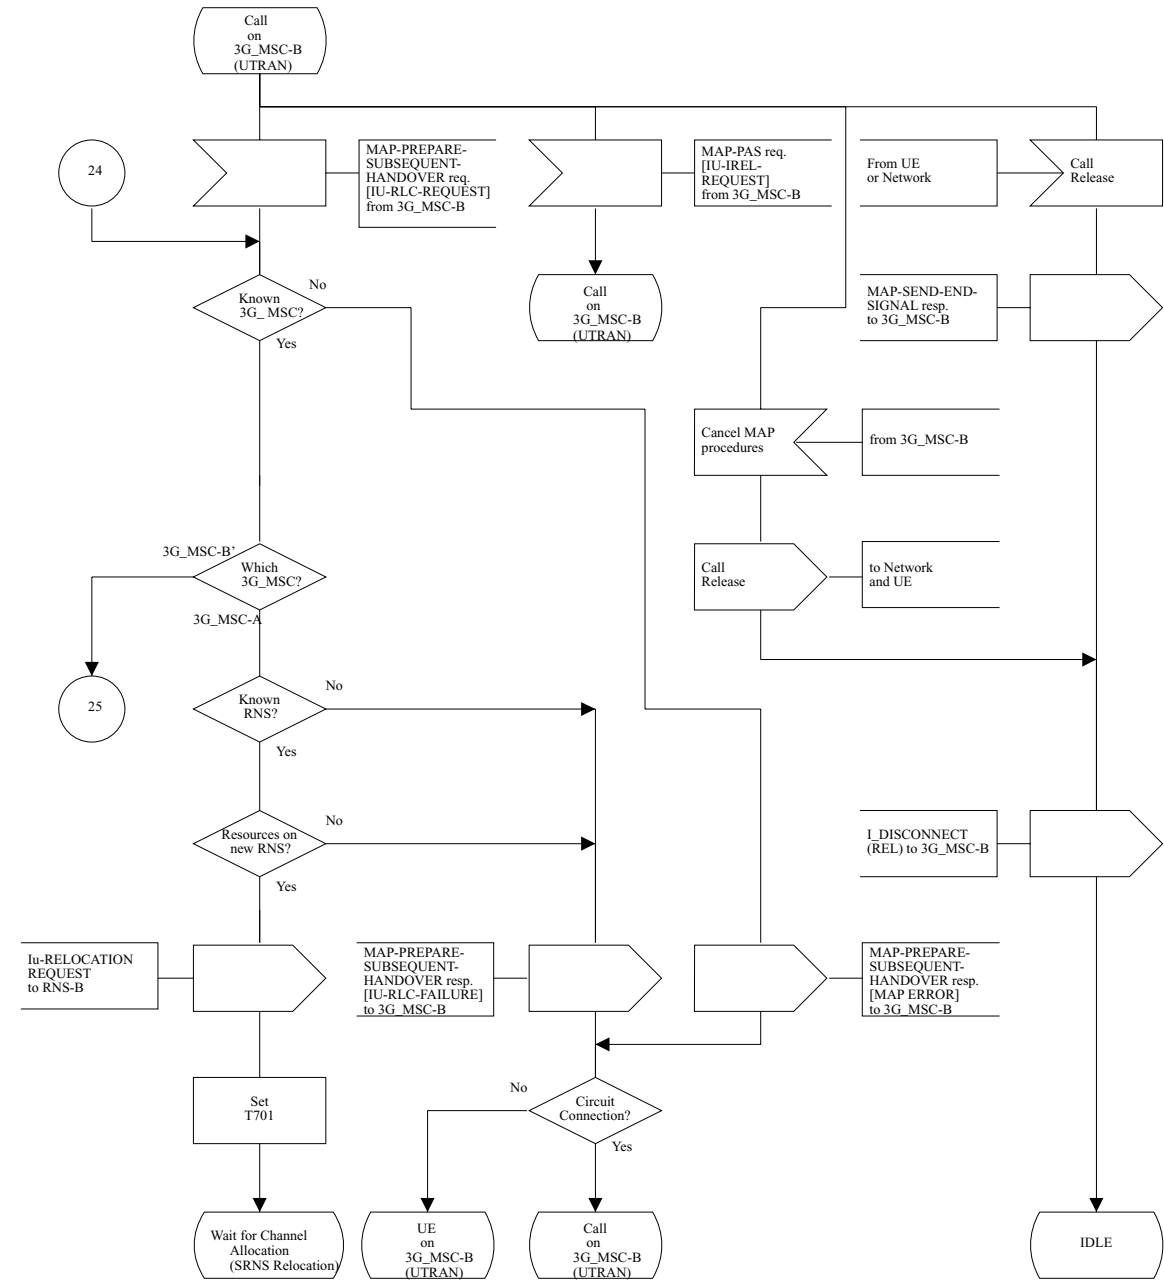 Call
on
3G_MSC-B
(UTRAN)
24
MAP-PREPARE-
SUBSEQUENT-
HANDOVER req.
[IU-RLC-REQUEST]
from 3G_MSC-B
MAP-PAS req.
[IU-IREL-
REQUEST]
from 3G_MSC-B
From UE
or Network
Call
Release
Known
3G_ MSC?
No
Yes
Call
on
3G_MSC-B
(UTRAN)
MAP-SEND-END-
SIGNAL resp.
to 3G_MSC-B
Cancel MAP
procedures
from 3G_MSC-B
3G_MSC-B'
Which
3G_MSC?
3G_MSC-A
Call
Release
to Network
and UE
25
Known
RNS?
No
Yes
Resources on
new RNS?
No
Yes
I_DISCONNECT
(REL) to 3G_MSC-B
Iu-RELOCATION
REQUEST
to RNS-B
MAP-PREPARE-
SUBSEQUENT-
HANDOVER resp.
[IU-RLC-FAILURE]
to 3G_MSC-B
MAP-PREPARE-
SUBSEQUENT-
HANDOVER resp.
[MAP ERROR]
to 3G_MSC-B
Set
T701
No
Circuit
Connection?
Yes
Wait for Channel
Allocation
(SRNS Relocation)
UE
on
3G_MSC-B
(UTRAN)
Call
on
3G_MSC-B
(UTRAN)
IDLE